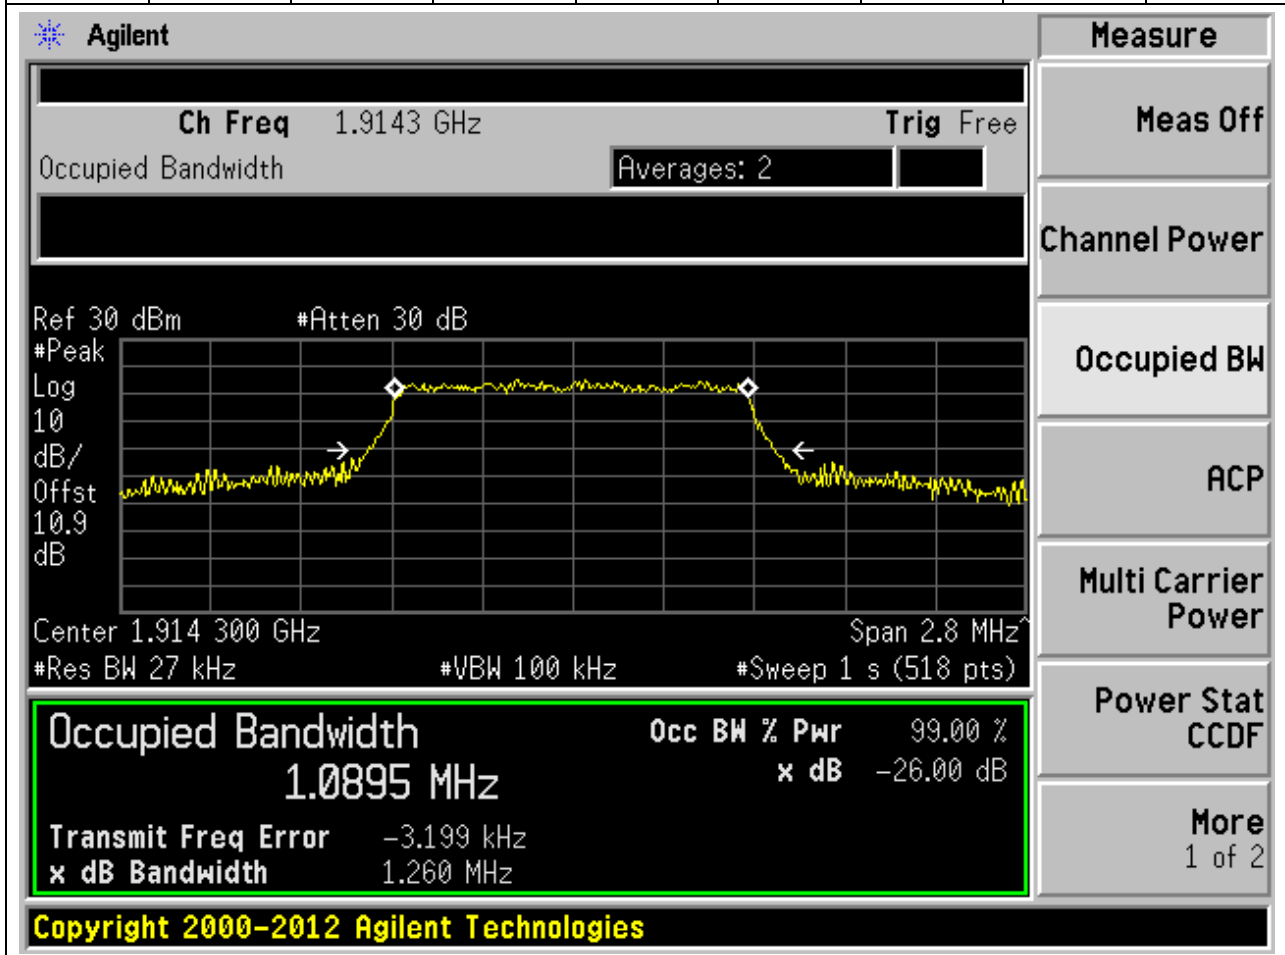 Agilent
Measure
Ch Freq 1.9143 GHz Trig Free
Meas Off
Occupied Bandwidth Averages: 2
Channel Power
Ref 30 dBm #Atten 30 dB
#Peak
Log
10
dB/
Offst
10.9
dB
Occupied BW
ACP
Multi Carrier
Power
Center 1.914 300 GHz Span 2.8 MHz^
#Res BW 27 kHz #VBW 100 kHz #Sweep 1 s (518 pts)
Power Stat
CCDF
Occupied Bandwidth Occ BW % Pwr 99.00 %
1.0895 MHz x dB -26.00 dB
Transmit Freq Error -3.199 kHz
x dB Bandwidth 1.260 MHz
More
1 of 2
Copyright 2000-2012 Agilent Technologies